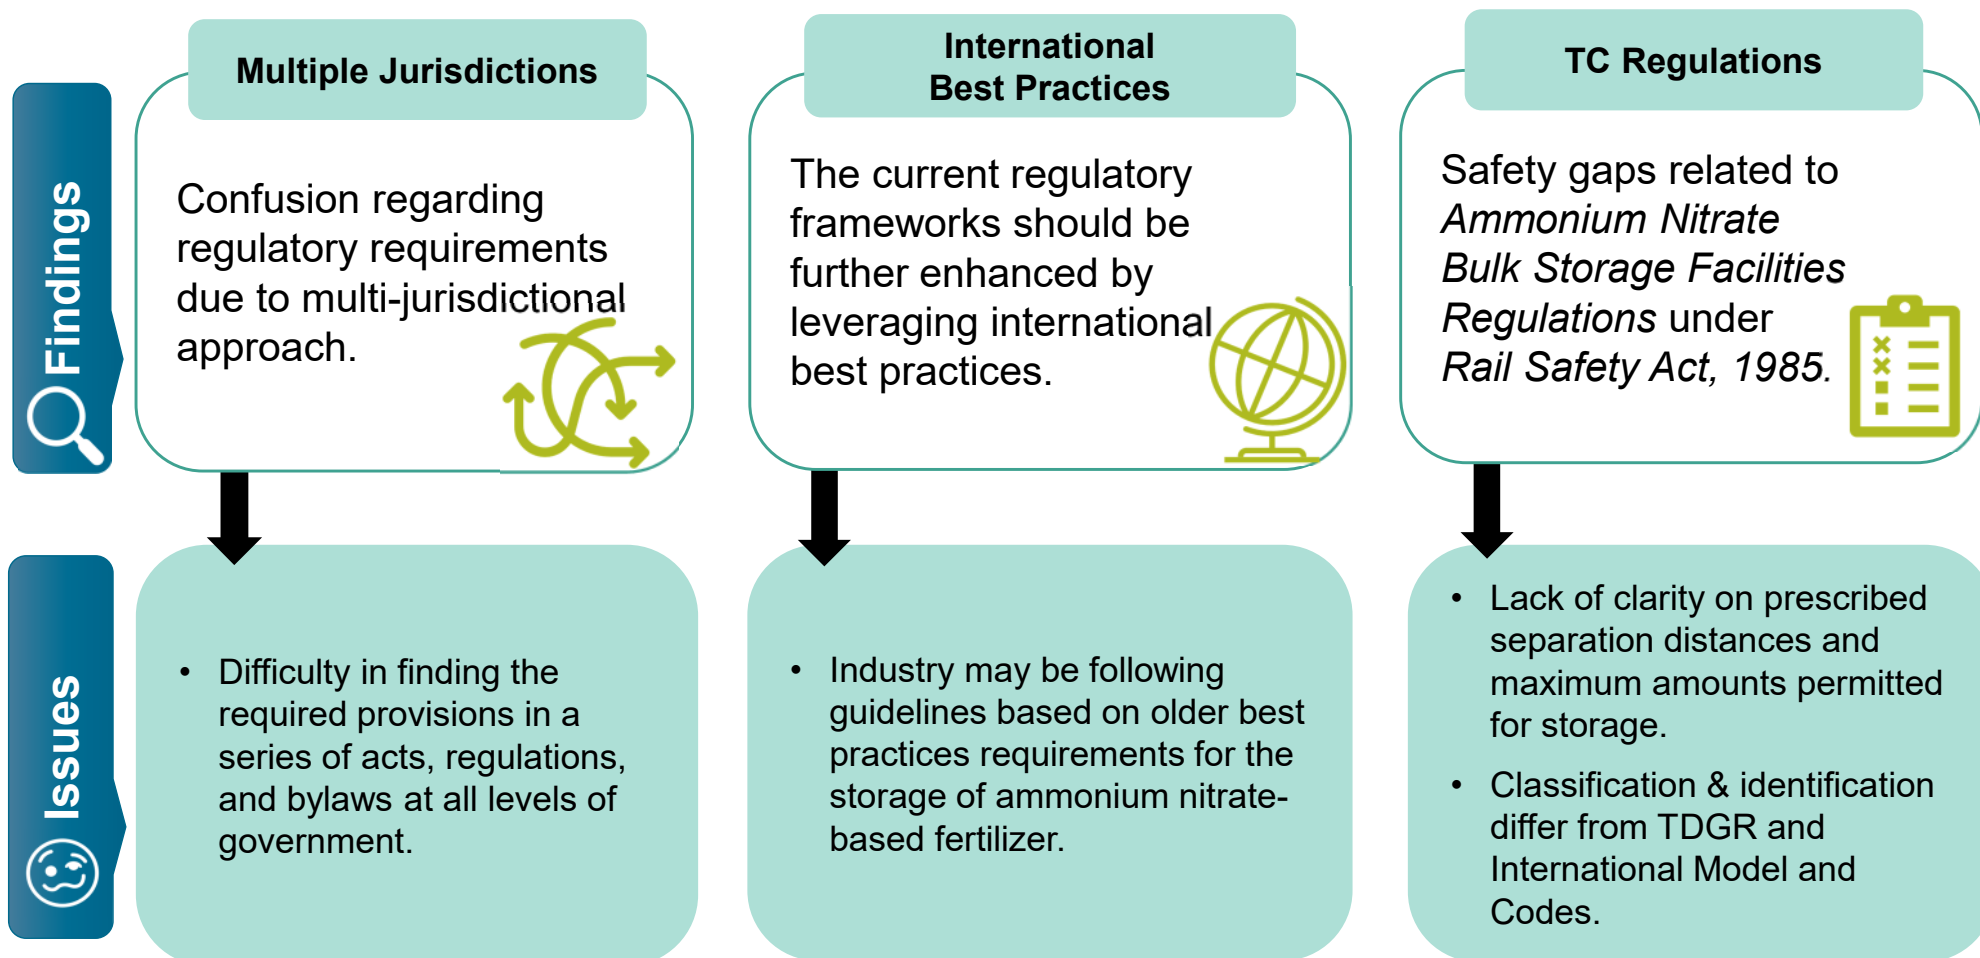 Findings
Multiple Jurisdictions
Confusion regarding
regulatory requirements
due to multi-jurisdictional
approach.
International
Best Practices
The current regulatory
frameworks should be
further enhanced by
leveraging international
best practices.
TC Regulations
Safety gaps related to
Ammonium Nitrate
Bulk Storage Facilities
Regulations under
Rail Safety Act, 1985.
Issues
• Difficulty in finding the
required provisions in a
series of acts, regulations,
and bylaws at all levels of
government.
• Industry may be following
guidelines based on older best
practices requirements for the
storage of ammonium nitrate-
based fertilizer.
• Lack of clarity on prescribed
separation distances and
maximum amounts permitted
for storage.
• Classification & identification
differ from TDGR and
International Model and
Codes.